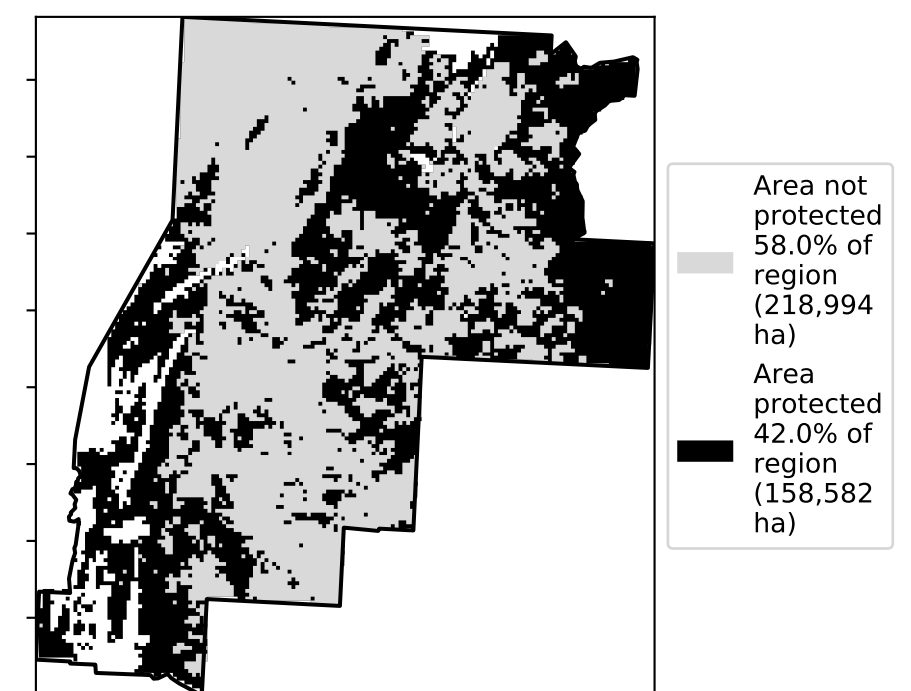 Area not
protected
58.0% of
region
(218,994
ha)
Area
protected
42.0% of
region
(158,582
ha)